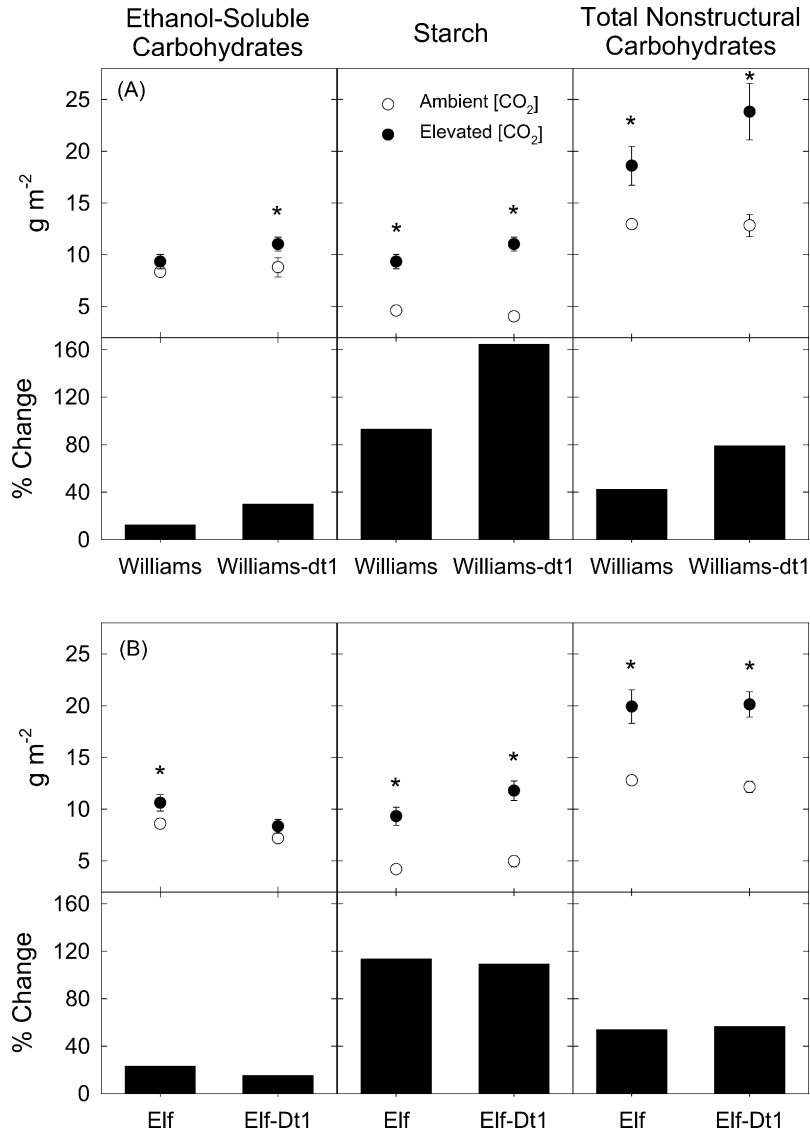 Ethanol-Soluble
Carbohydrates
Starch
Total Nonstructural
Carbohydrates
(A)
Ambient [CO₂]
Elevated [CO₂]
g m⁻²
25
20
15
10
5
*
*
*
*
*
% Change
160
120
80
40
0
Williams Williams-dt1 Williams Williams-dt1 Williams Williams-dt1
(B)
g m⁻²
25
20
15
10
5
*
*
*
*
*
% Change
160
120
80
40
0
Elf Elf-Dt1 Elf Elf-Dt1 Elf Elf-Dt1